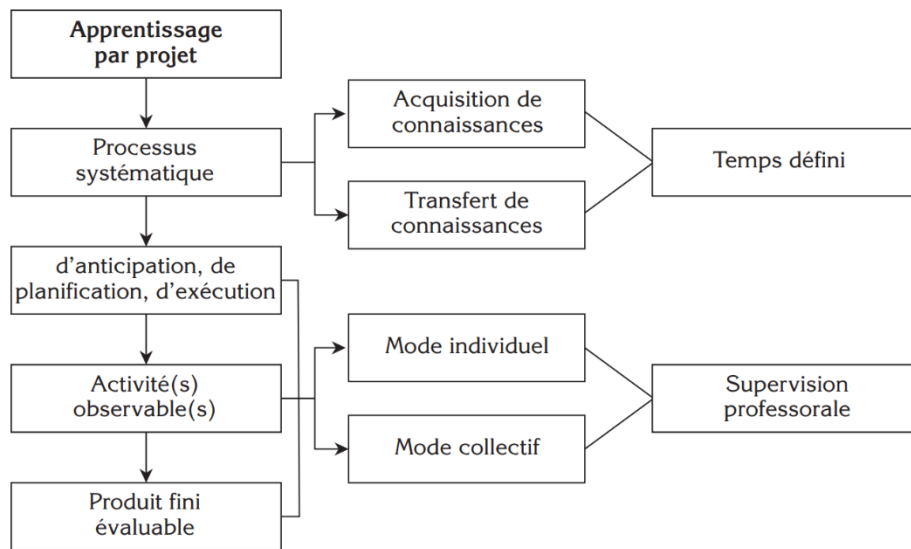 Apprentissage
par projet
Processus
systématique
Acquisition de
connaissances
Transfert de
connaissances
Temps défini
d'anticipation, de
planification, d'exécution
Activité(s)
observable(s)
Mode individuel
Mode collectif
Supervision
professorale
Produit fini
évaluable